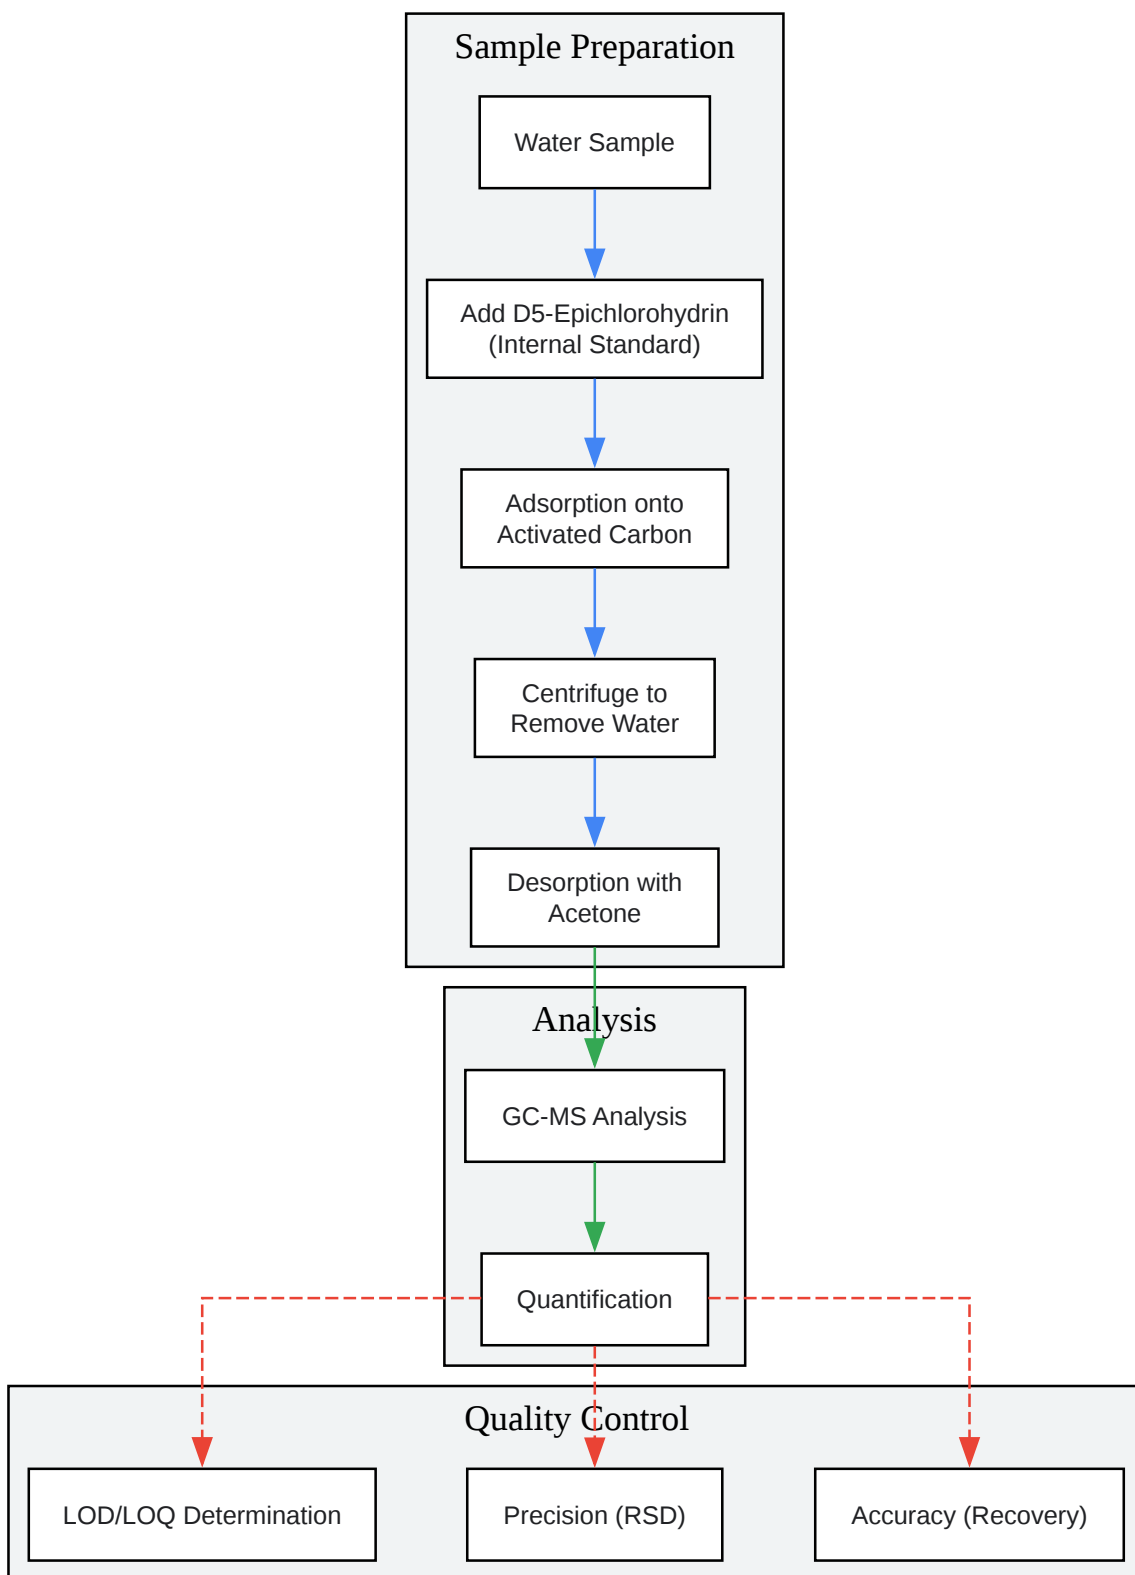 Sample Preparation
Water Sample
Add D5-Epichlorohydrin
(Internal Standard)
Adsorption onto
Activated Carbon
Centrifuge to
Remove Water
Desorption with
Acetone
Analysis
GC-MS Analysis
Quantification
Quality Control
LOD/LOQ Determination
Precision (RSD)
Accuracy (Recovery)